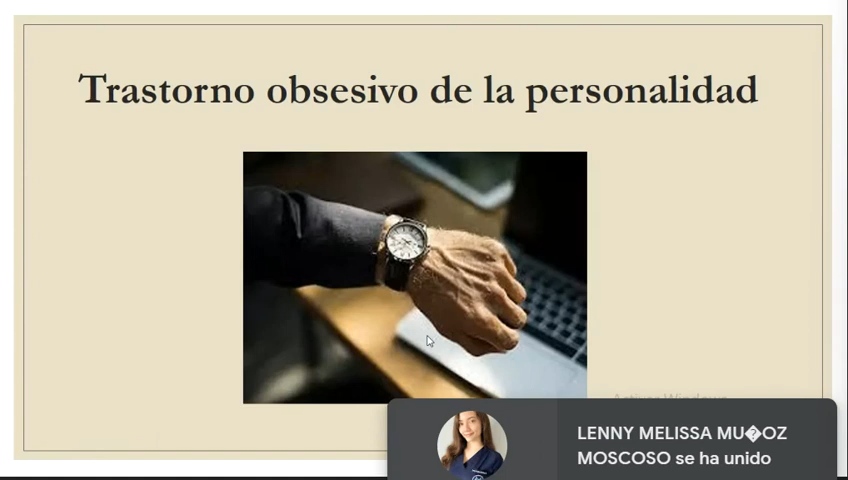 Trastorno obsesivo de la personalidad
LENNY MELISSA MU�OZ
MOSCOSO se ha unido